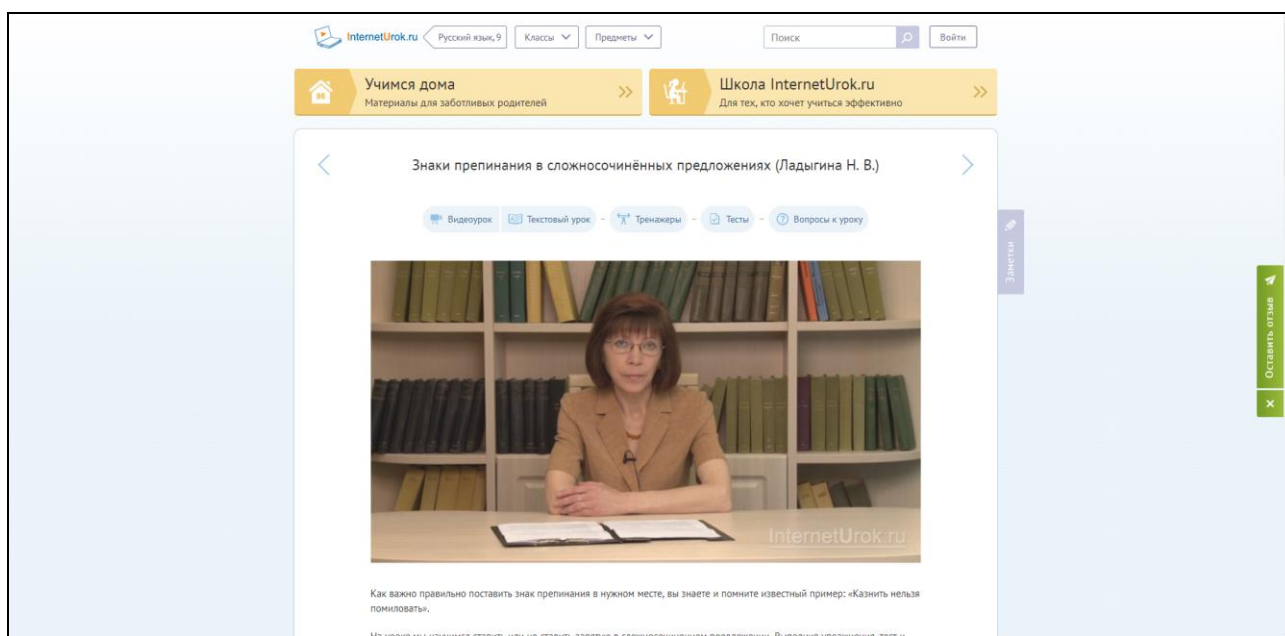 InternetUrok.ru Русский язык, 9 Классы Предметы Поиск Войти
Учимся дома
Материалы для заботливых родителей
Школа InternetUrok.ru
Для тех, кто хочет учиться эффективно
Знаки препинания в сложносочинённых предложениях (Ладыгина Н. В.)
Видеоурок Текстовый урок – Тренажеры – Тесты – Вопросы к уроку
Заметки
Оставить отзыв
InternetUrok.ru
Как важно правильно поставить знак препинания в нужном месте, вы знаете и помните известный пример: «Казнить нельзя
помиловать».